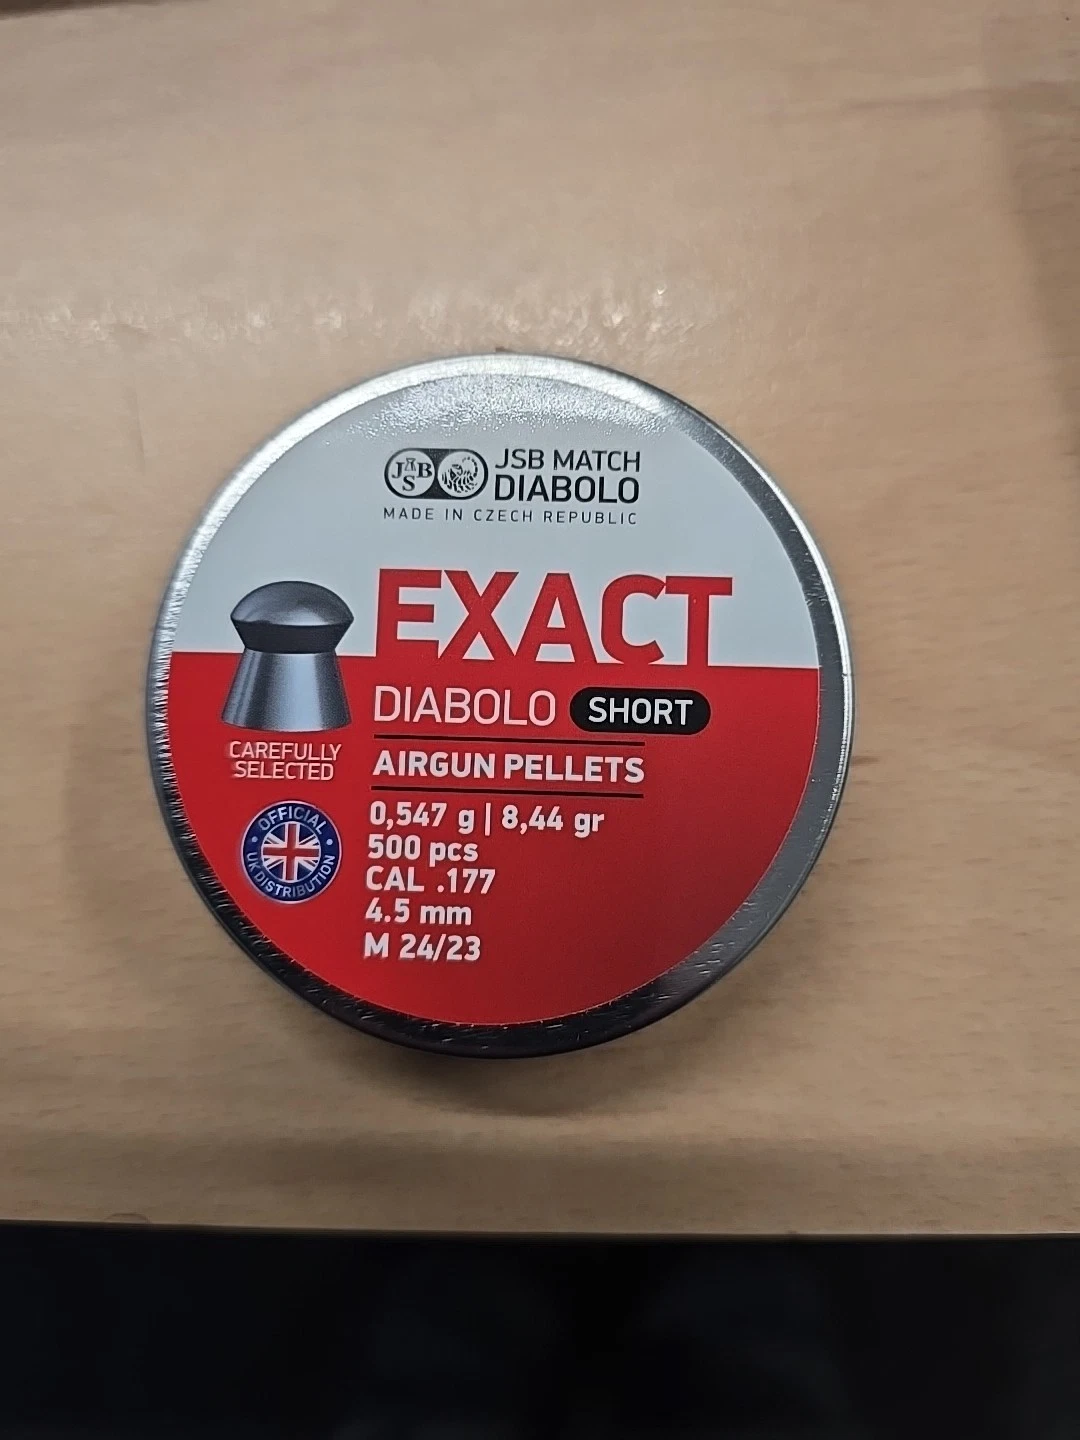 JSB
JSB MATCH
DIABOLO
MADE IN CZECH REPUBLIC
EXACT
DIABOLO SHORT
AIRGUN PELLETS
CAREFULLY
SELECTED
0,547 g | 8,44 gr
500 pcs
CAL .177
4.5 mm
M 24/23
OFFICIAL
UK DISTRIBUTION